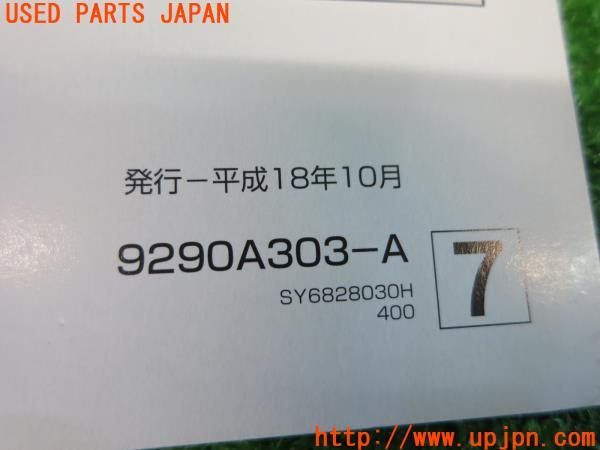 USED PARTS JAPAN
発行－平成18年10月
9290A303－A
7
SY6828030H
400
【UPJ】
www.upjpn.com